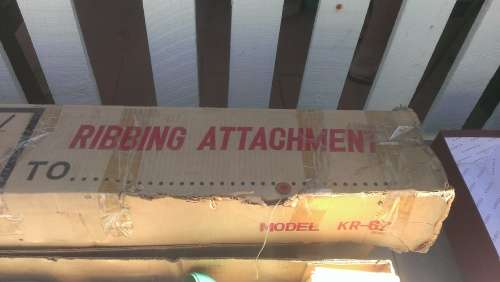 RIBBING ATTACHMENT
TO..............................
MODEL KR-6